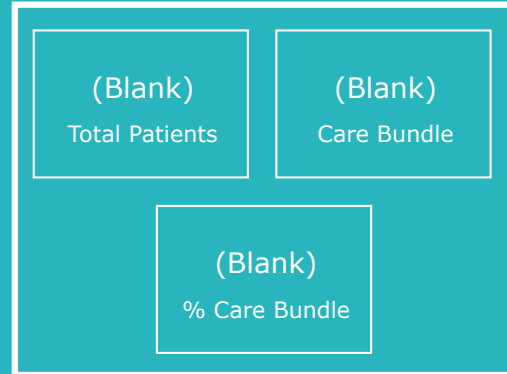 (Blank)
Total Patients
(Blank)
Care Bundle
(Blank)
% Care Bundle